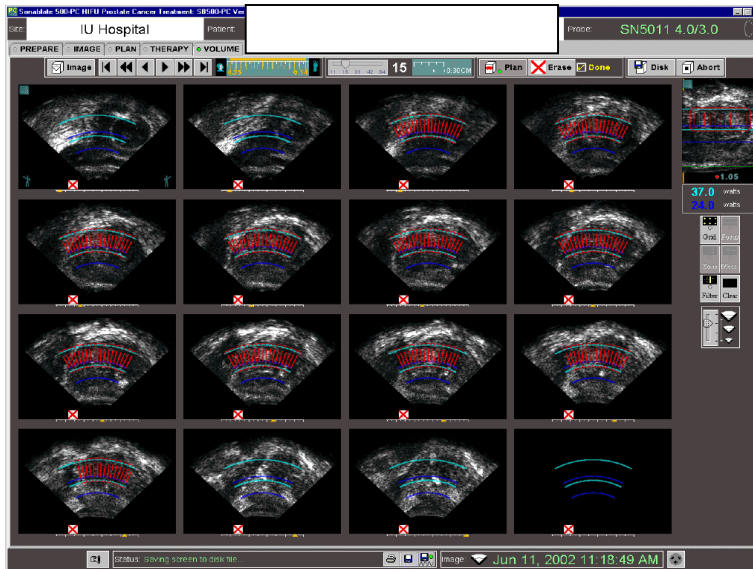 Sonablate 500-PC HIFU Prostate Cancer Treatment: SB500-PC Ver
Site: IU Hospital Patient: Probe: SN5011 4.0/3.0
PREPARE IMAGE PLAN THERAPY VOLUME
Image 15 0.30CM Plan Erase Done Disk Abort
1.05
37.0 watts
24.0 watts
Grid Focus
Filter Clear
Status: Saving screen to disk file... Image: Jun 11, 2002 11:18:49 AM